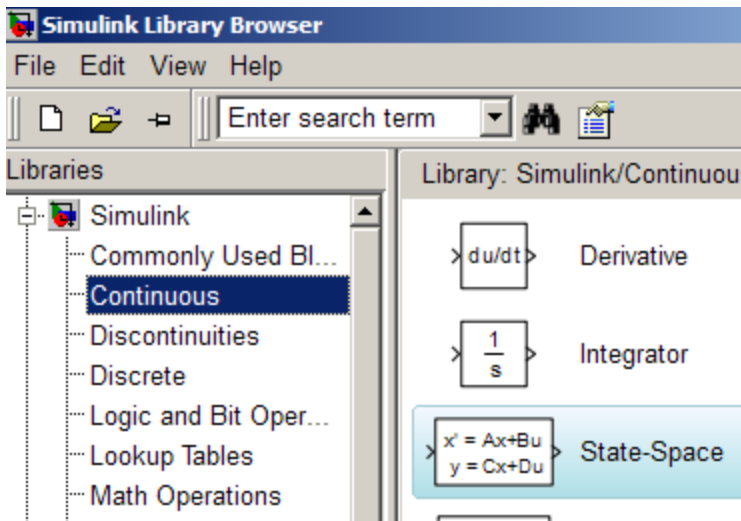 Simulink Library Browser
File Edit View Help
Enter search term
Libraries
Simulink
Commonly Used Bl...
Continuous
Discontinuities
Discrete
Logic and Bit Oper...
Lookup Tables
Math Operations
Library: Simulink/Continuou
du/dt Derivative
1
s
Integrator
x' = Ax+Bu
y = Cx+Du
State-Space